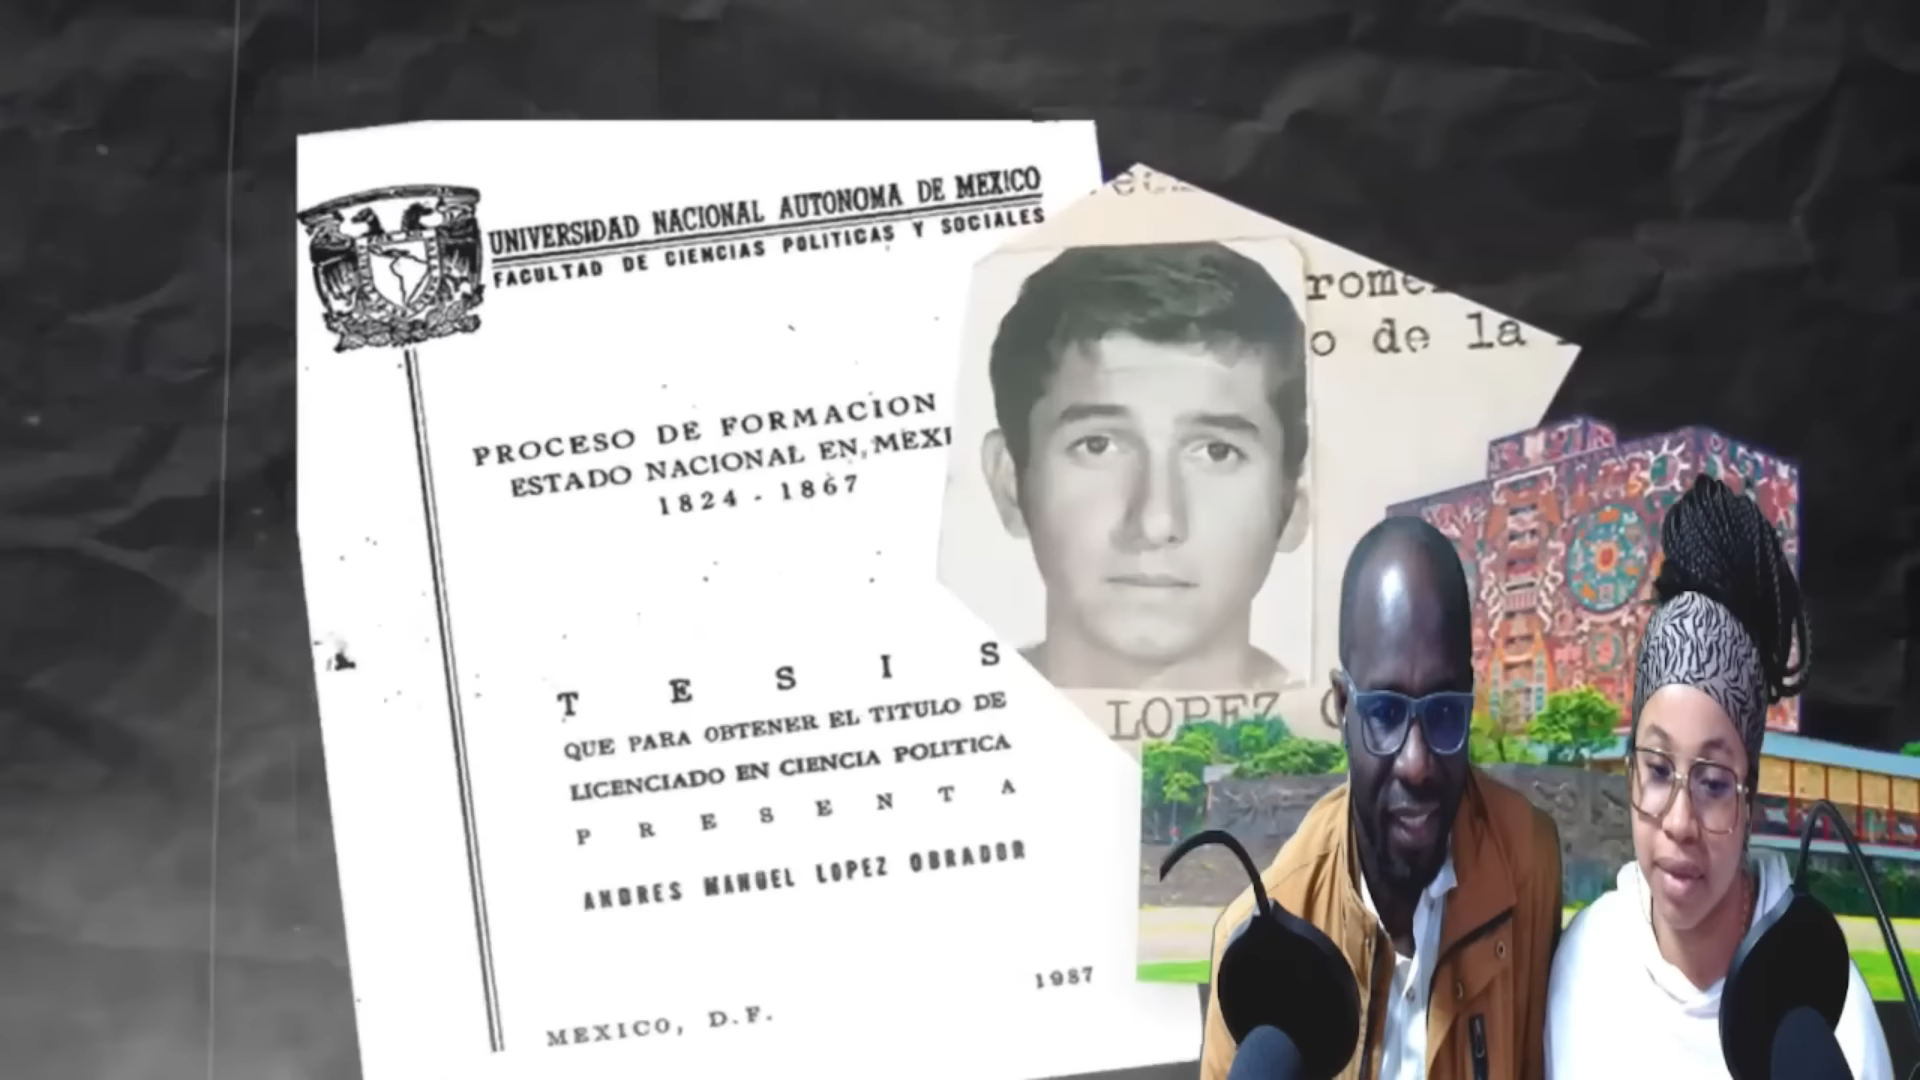 UNIVERSIDAD NACIONAL AUTONOMA DE MEXICO
FACULTAD DE CIENCIAS POLITICAS Y SOCIALES
PROCESO DE FORMACION
ESTADO NACIONAL EN MEXI
1824 - 1867
T E S I S
QUE PARA OBTENER EL TITULO DE
LICENCIADO EN CIENCIA POLITICA
P R E S E N T A
ANDRES MANUEL LOPEZ OBRADOR
MEXICO, D.F.
1987
o de la
LOPEZ